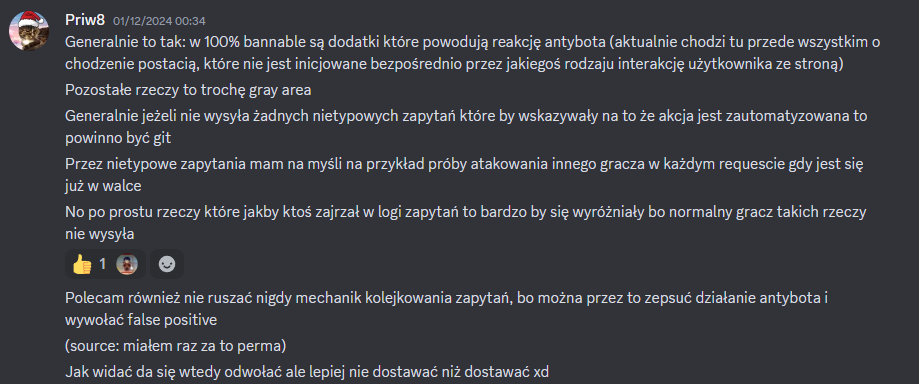 Priw8 01/12/2024 00:34
Generalnie to tak: w 100% bannable są dodatki które powodują reakcję antybota (aktualnie chodzi tu przede wszystkim o
chodzenie postacią, które nie jest inicjowane bezpośrednio przez jakiegoś rodzaju interakcję użytkownika ze stroną)
Pozostałe rzeczy to trochę gray area
Generalnie jeżeli nie wysyła żadnych nietypowych zapytań które by wskazywały na to że akcja jest zautomatyzowana to
powinno być git
Przez nietypowe zapytania mam na myśli na przykład próby atakowania innego gracza w każdym requescie gdy jest się
już w walce
No po prostu rzeczy które jakby ktoś zajrzał w logi zapytań to bardzo by się wyróżniały bo normalny gracz takich rzeczy
nie wysyła
1
Polecam również nie ruszać nigdy mechanik kolejkowania zapytań, bo można przez to zepsuć działanie antybota i
wywołać false positive
(source: miałem raz za to perma)
Jak widać da się wtedy odwołać ale lepiej nie dostawać niż dostawać xd